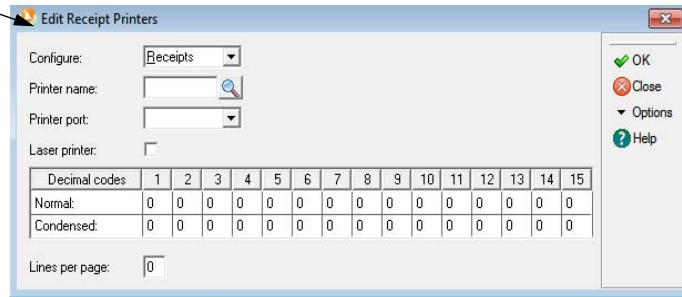 Edit Receipt Printers
Configure: Receipts
Printer name:
Printer port:
Laser printer:
Decimal codes 1 2 3 4 5 6 7 8 9 10 11 12 13 14 15
Normal: 0 0 0 0 0 0 0 0 0 0 0 0 0 0 0
Condensed: 0 0 0 0 0 0 0 0 0 0 0 0 0 0 0
Lines per page: 0
OK
Close
Options
Help